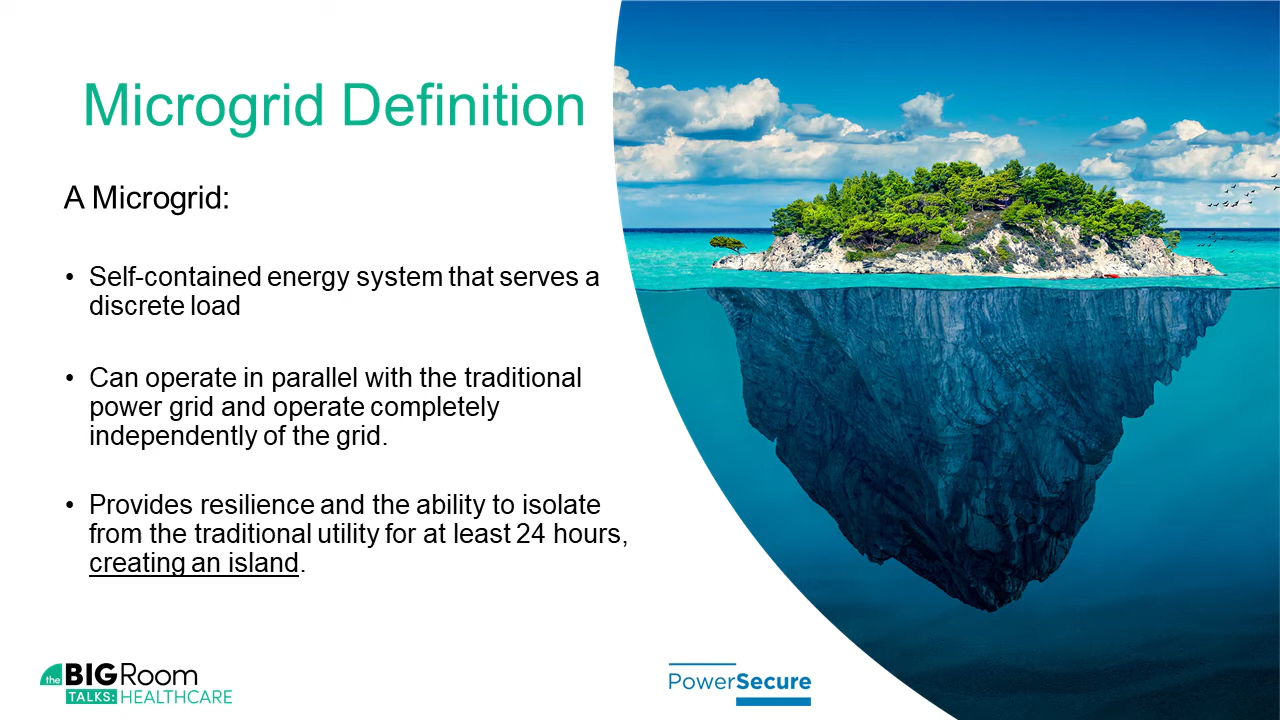 Microgrid Definition
A Microgrid:
• Self-contained energy system that serves a
discrete load
• Can operate in parallel with the traditional
power grid and operate completely
independently of the grid.
• Provides resilience and the ability to isolate
from the traditional utility for at least 24 hours,
creating an island.
the BIG Room
TALKS: HEALTHCARE
PowerSecure